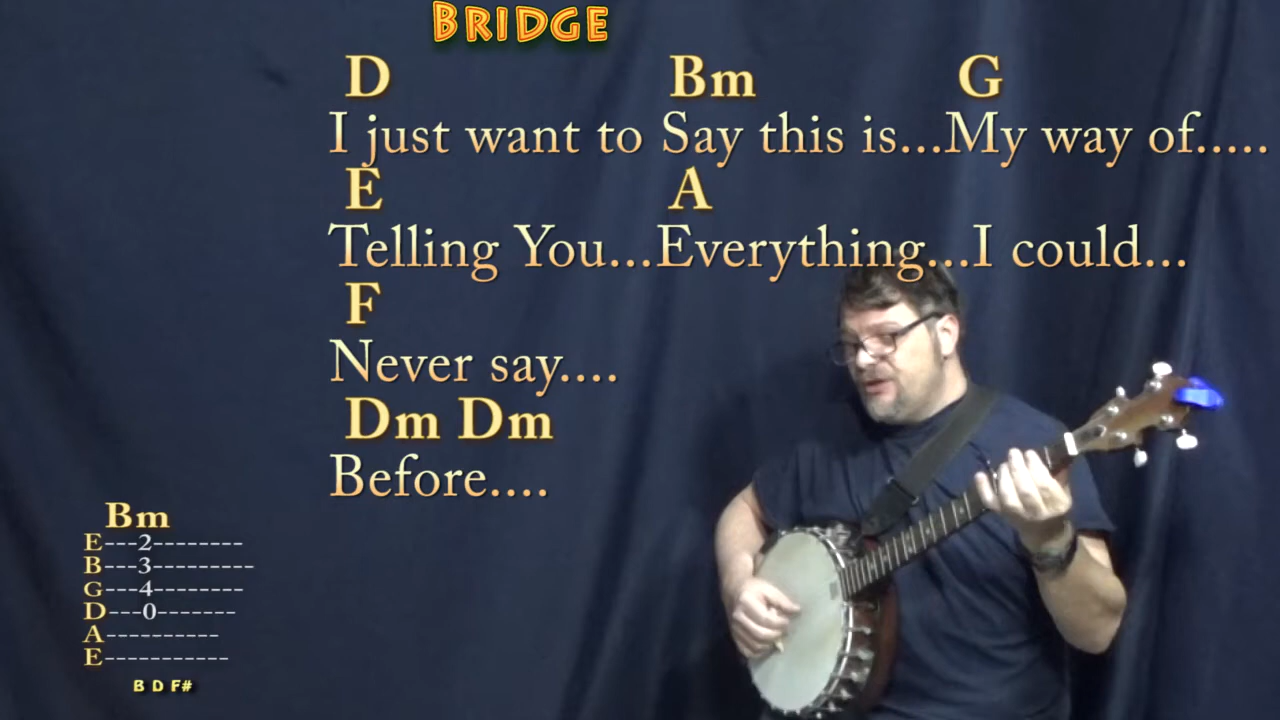 BRIDGE
D Bm G
I just want to Say this is...My way of.....
E A
Telling You...Everything...I could...
F
Never say....
Dm Dm
Before....
Bm
E---2--------
B---3---------
G---4--------
D---0-------
A----------
E-----------
B D F#